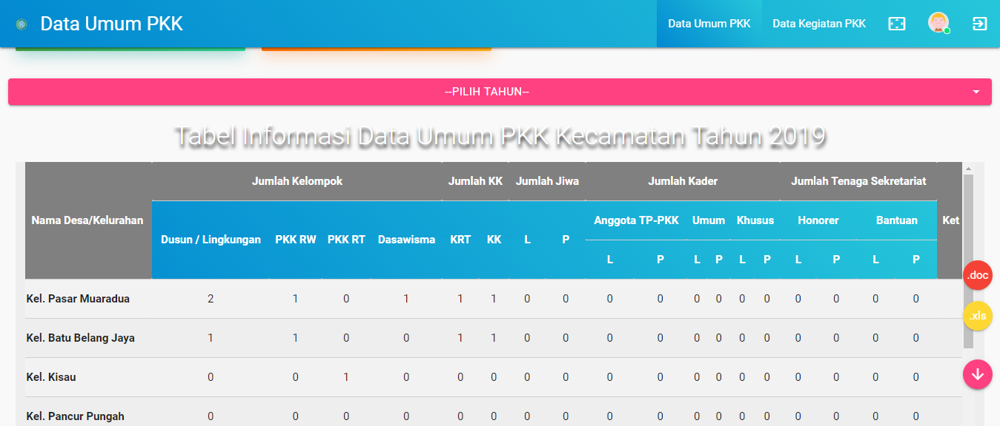 Data Umum PKK
Data Umum PKK
Data Kegiatan PKK
--PILIH TAHUN--
Tabel Informasi Data Umum PKK Kecamatan Tahun 2019
Nama Desa/Kelurahan Jumlah Kelompok Jumlah KK Jumlah Jiwa Jumlah Kader Jumlah Tenaga Sekretariat Ket
Dusun / Lingkungan PKK RW PKK RT Dasawisma KRT KK L P Anggota TP-PKK Umum Khusus Honorer Bantuan
L P L P L P L P L P
Kel. Pasar Muaradua 2 1 0 1 1 1 0 0 0 0 0 0 0 0 0 0 0 0
Kel. Batu Belang Jaya 1 1 0 0 1 1 0 0 0 0 0 0 0 0 0 0 0 0
Kel. Kisau 0 0 1 0 0 0 0 0 0 0 0 0 0 0 0 0 0 0
Kel. Pancur Pungah 0 0 0 0 0 0 0 0 0 0 0 0 0 0 0 0 0 0
.doc
.xls